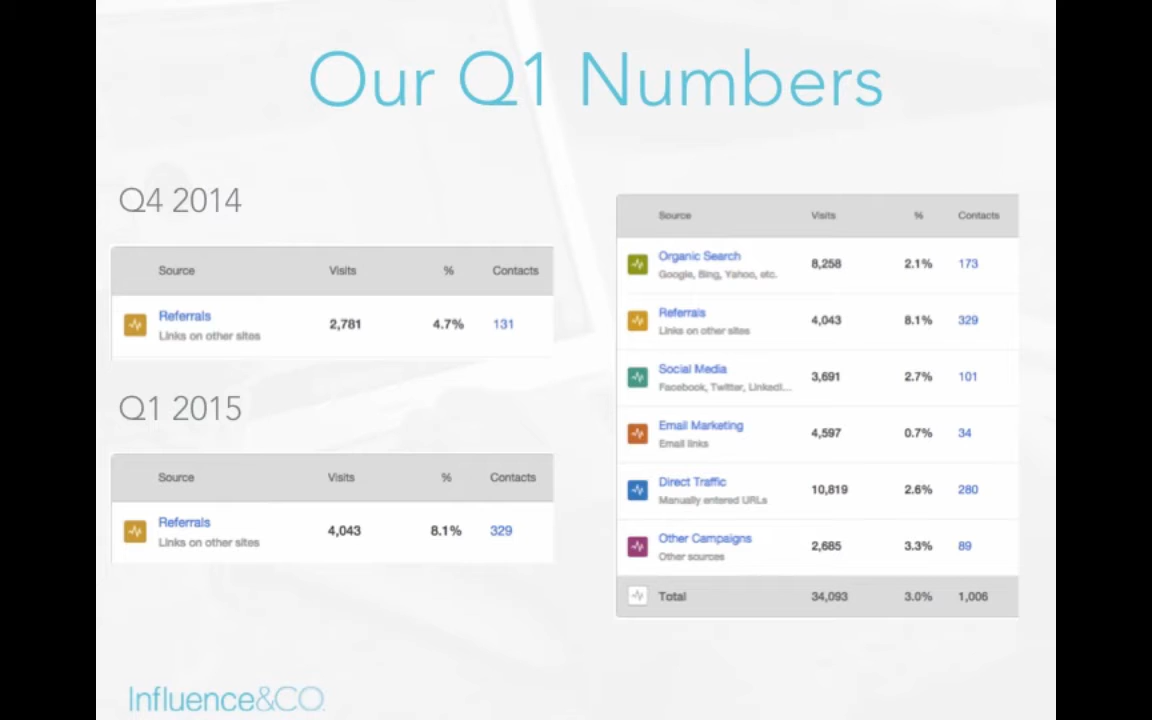 Our Q1 Numbers
Q4 2014
Source Visits % Contacts
Referrals 2,781 4.7% 131
Links on other sites
Q1 2015
Source Visits % Contacts
Referrals 4,043 8.1% 329
Links on other sites
Source Visits % Contacts
Organic Search 8,258 2.1% 173
Google, Bing, Yahoo, etc.
Referrals 4,043 8.1% 329
Links on other sites
Social Media 3,691 2.7% 101
Facebook, Twitter, LinkedI...
Email Marketing 4,597 0.7% 34
Email links
Direct Traffic 10,819 2.6% 280
Manually entered URLs
Other Campaigns 2,685 3.3% 89
Other sources
Total 34,093 3.0% 1,006
Influence&CO.